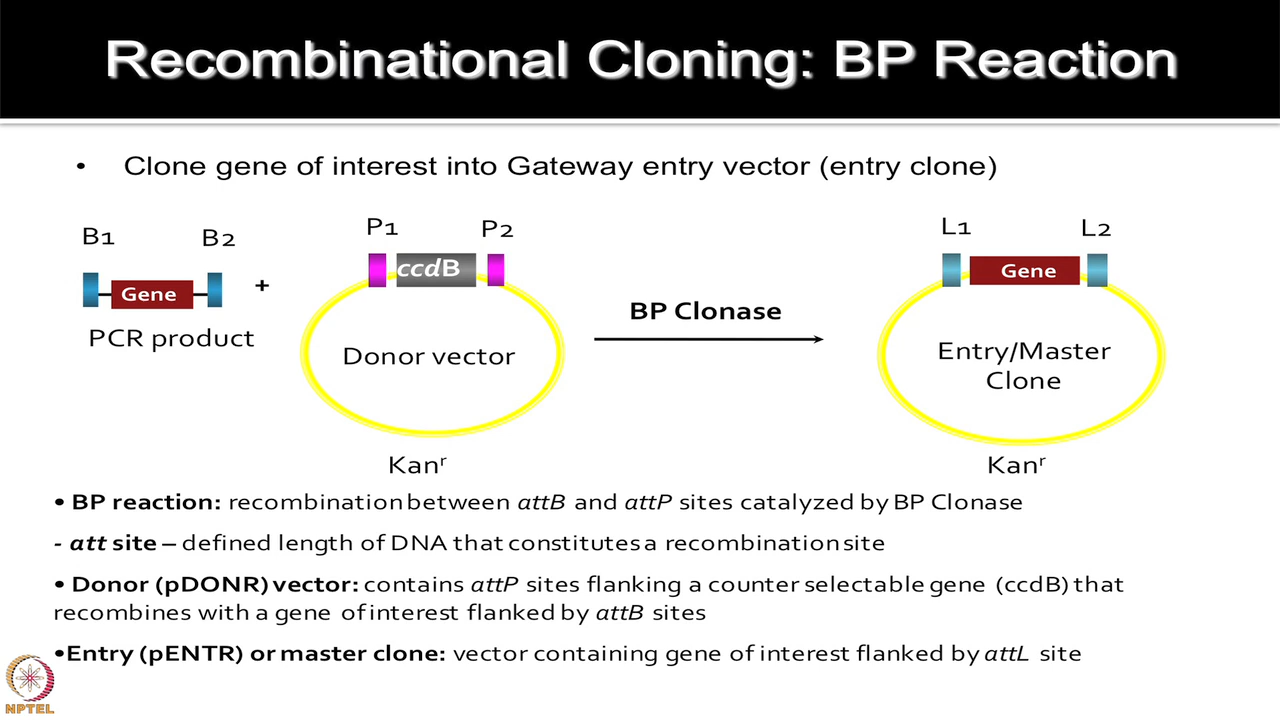 Recombinational Cloning: BP Reaction
• Clone gene of interest into Gateway entry vector (entry clone)
B1 B2 P1 P2 L1 L2
Gene + ccdB Gene
PCR product Donor vector BP Clonase Entry/Master
Clone
Kanʳ Kanʳ
• BP reaction: recombination between attB and attP sites catalyzed by BP Clonase
- att site – defined length of DNA that constitutes a recombination site
• Donor (pDONR) vector: contains attP sites flanking a counter selectable gene (ccdB) that
recombines with a gene of interest flanked by attB sites
•Entry (pENTR) or master clone: vector containing gene of interest flanked by attL site
NPTEL